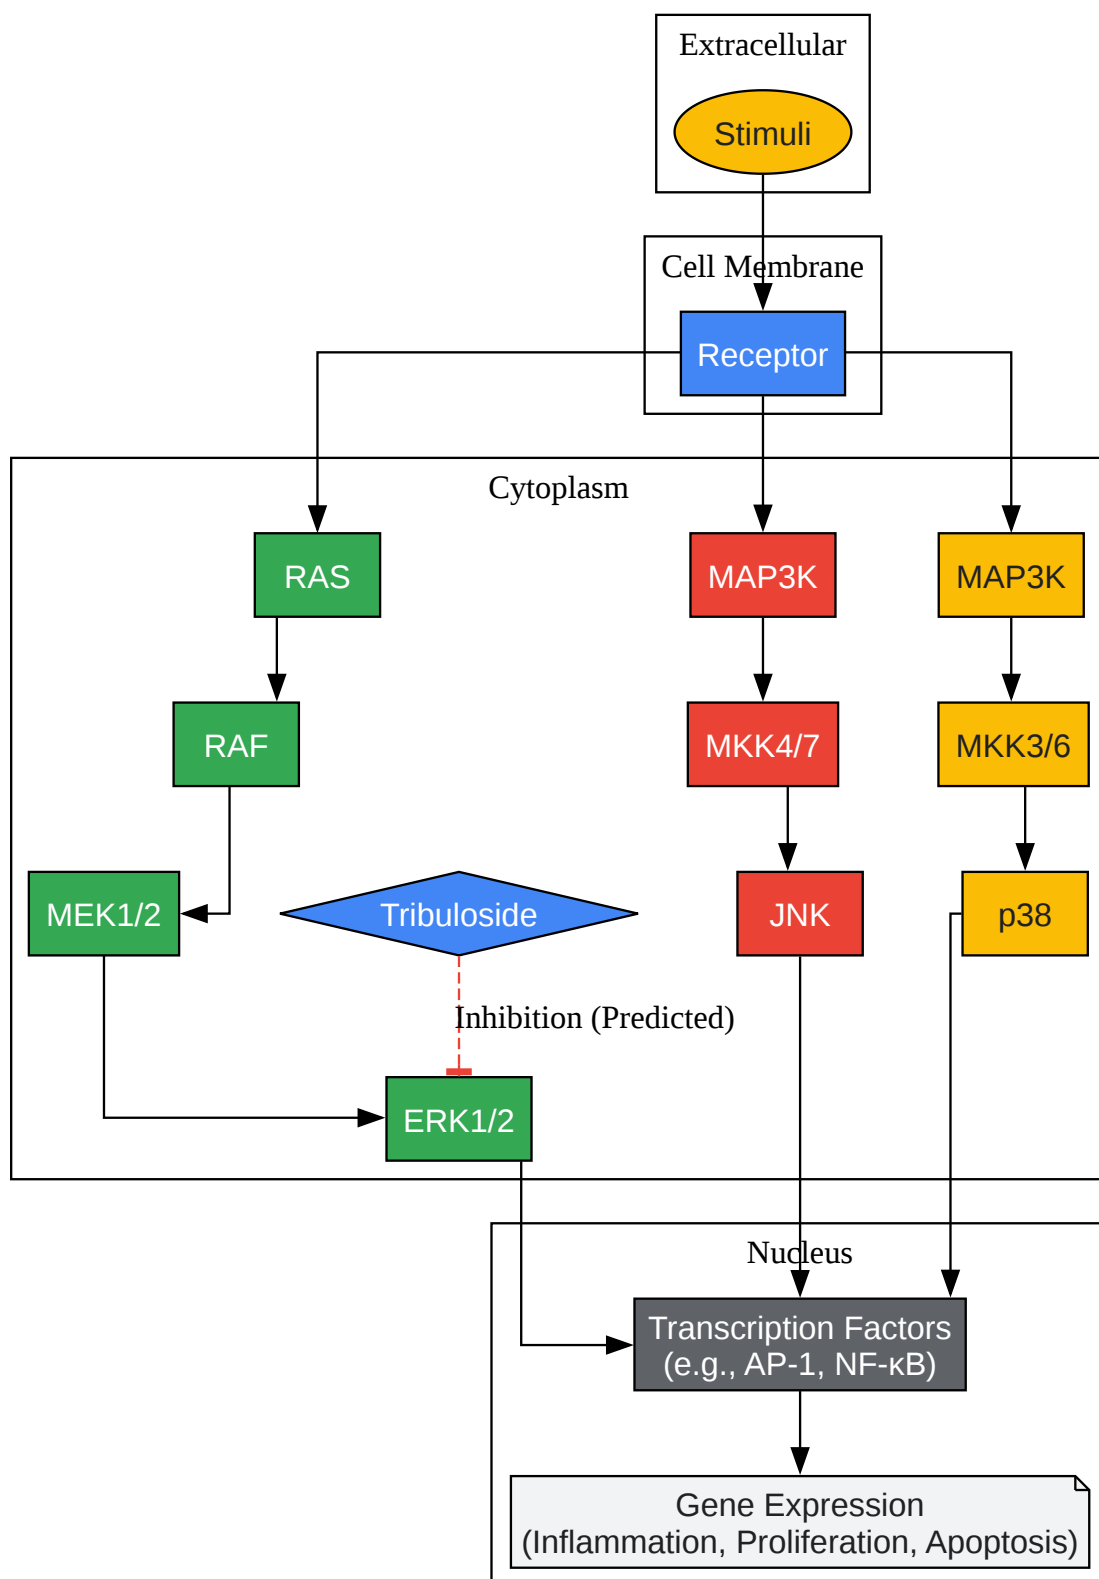 Extracellular
Stimuli
Cell Membrane
Receptor
Cytoplasm
RAS
MAP3K
MAP3K
RAF
MKK4/7
MKK3/6
MEK1/2
Tribuloside
JNK
p38
Inhibition (Predicted)
ERK1/2
Nucleus
Transcription Factors
(e.g., AP-1, NF-κB)
Gene Expression
(Inflammation, Proliferation, Apoptosis)